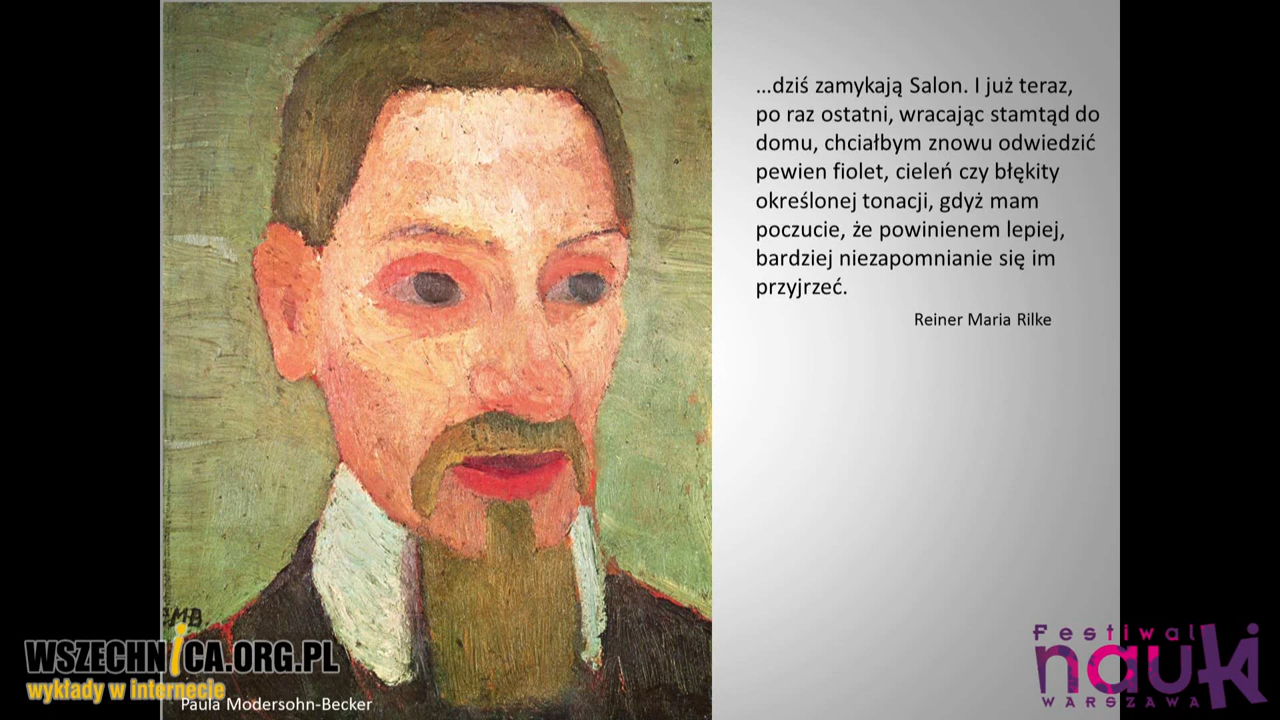 ...dziś zamykają Salon. I już teraz,
po raz ostatni, wracając stamtąd do
domu, chciałbym znowu odwiedzić
pewien fiolet, cieleń czy błękity
określonej tonacji, gdyż mam
poczucie, że powinienem lepiej,
bardziej niezapomnianie się im
przyjrzeć.
Reiner Maria Rilke
MB
WSZECHNiCA.ORG.PL
wykłady w internecie
Paula Modersohn-Becker
Festiwal
nauki
WARSZAWA